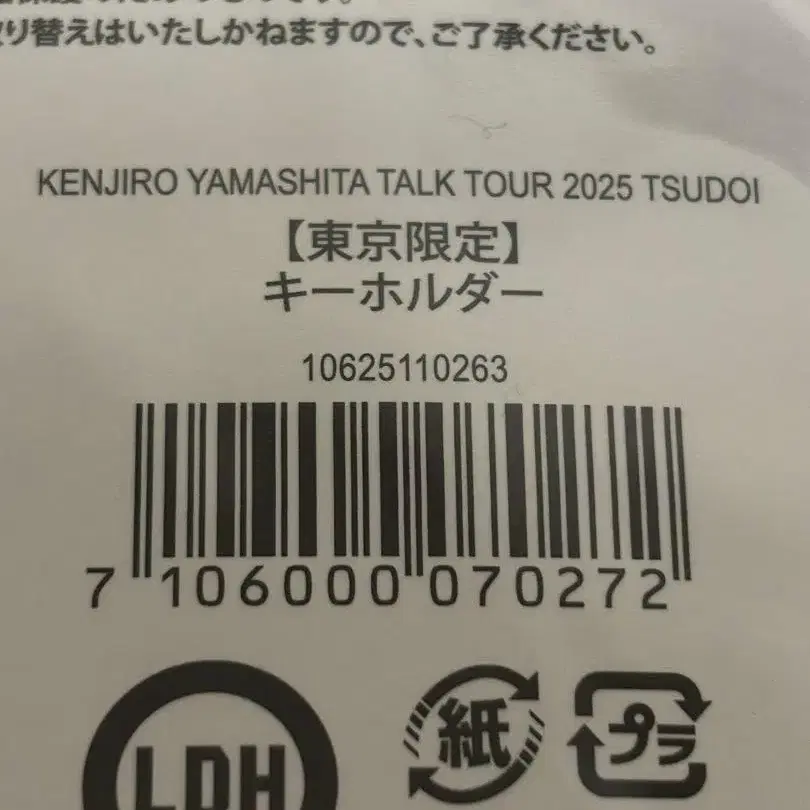 取り替えはいたしかねますので、ご了承ください。
KENJIRO YAMASHITA TALK TOUR 2025 TSUDOI
【東京限定】
キーホルダー
10625110263
7 106000 070272
LDH
紙
プラ